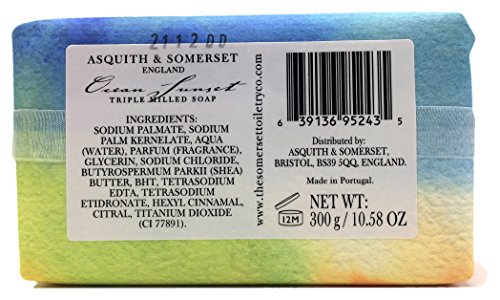 211200
ASQUITH & SOMERSET
ENGLAND
Ocean Sunset
TRIPLE MILLED SOAP
INGREDIENTS:
SODIUM PALMATE, SODIUM
PALM KERNELATE, AQUA
(WATER), PARFUM (FRAGRANCE),
GLYCERIN, SODIUM CHLORIDE,
BUTYROSPERMUM PARKII (SHEA)
BUTTER, BHT, TETRASODIUM
EDTA, TETRASODIUM
ETIDRONATE, HEXYL CINNAMAL,
CITRAL, TITANIUM DIOXIDE
(CI 77891).
www.thesomersettoiletryco.com
6 39136 95243 5
Distributed by:
ASQUITH & SOMERSET,
BRISTOL, BS39 5QQ, ENGLAND.
Made in Portugal.
12M
NET WT:
300 g / 10.58 OZ